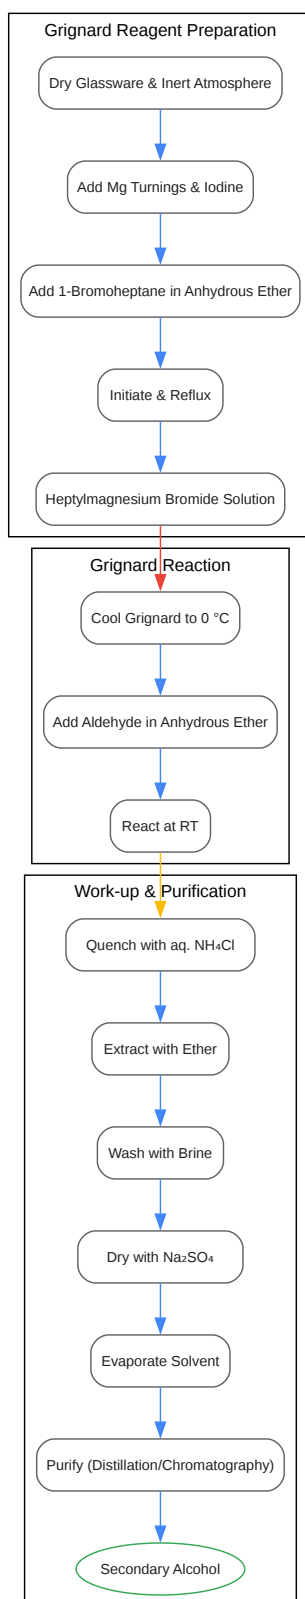 Grignard Reagent Preparation
Dry Glassware & Inert Atmosphere
Add Mg Turnings & Iodine
Add 1-Bromoheptane in Anhydrous Ether
Initiate & Reflux
Heptylmagnesium Bromide Solution
Grignard Reaction
Cool Grignard to 0 °C
Add Aldehyde in Anhydrous Ether
React at RT
Work-up & Purification
Quench with aq. NH₄Cl
Extract with Ether
Wash with Brine
Dry with Na₂SO₄
Evaporate Solvent
Purify (Distillation/Chromatography)
Secondary Alcohol